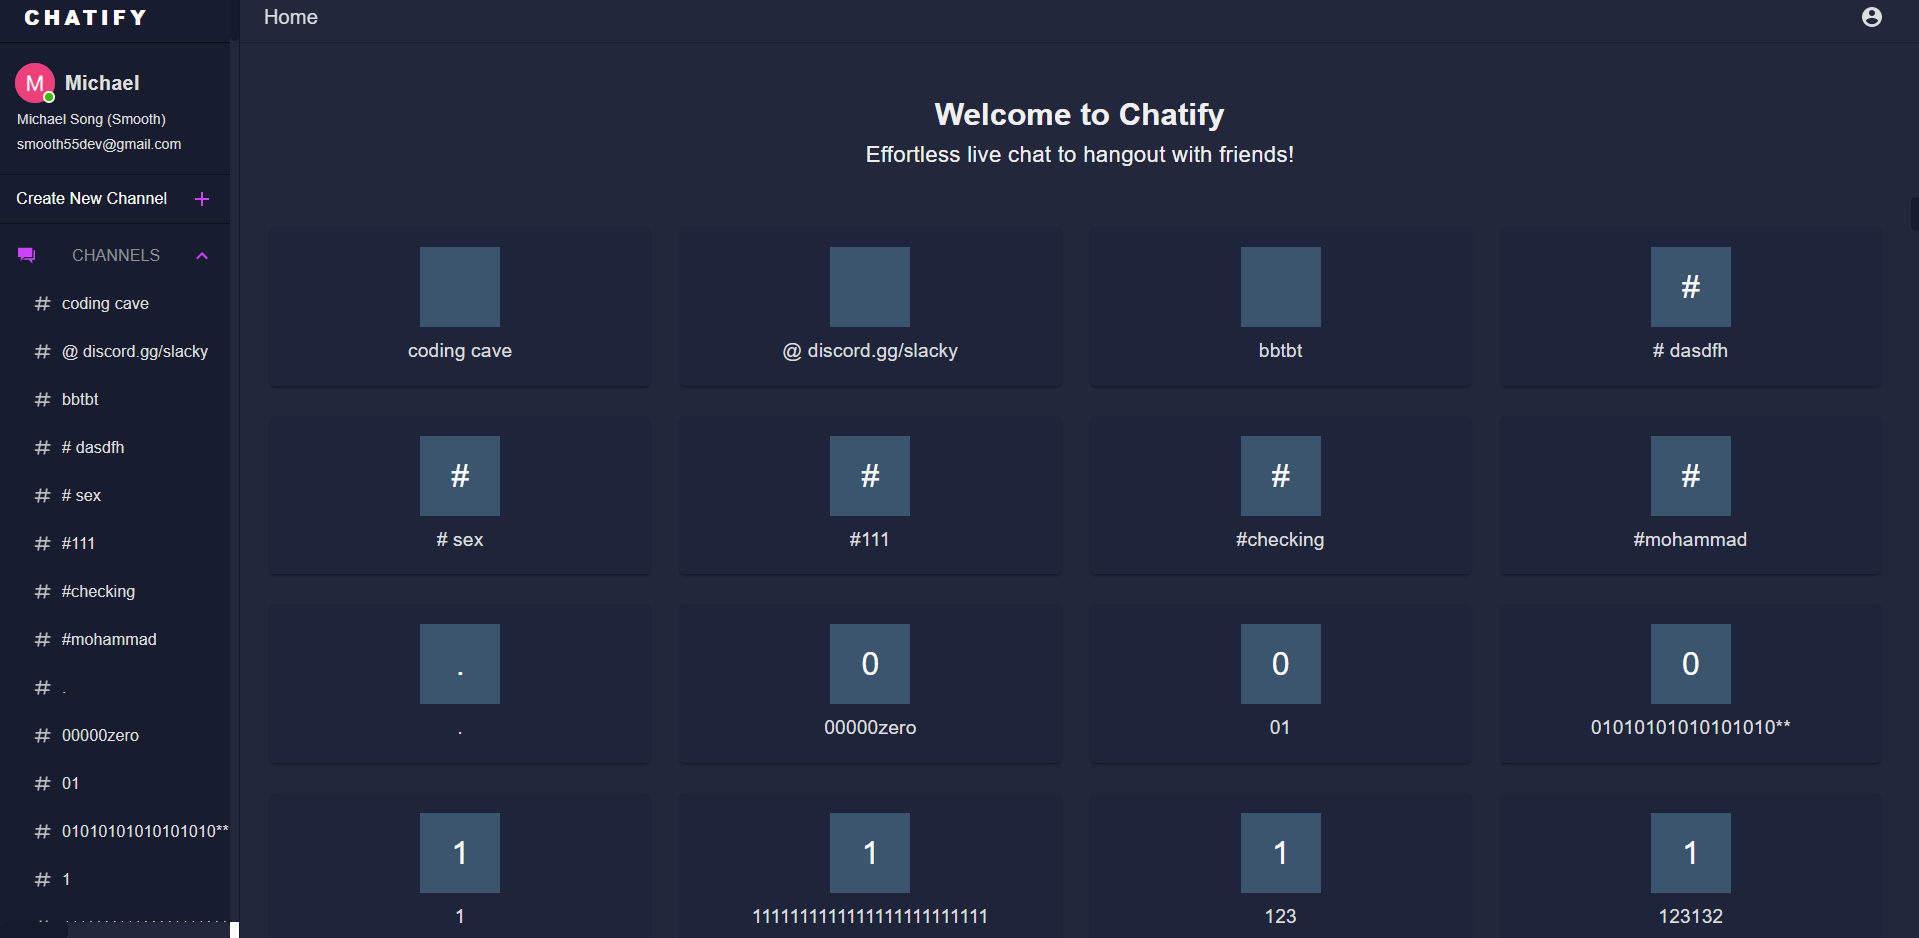 CHATIFY
Home
M
Michael
Michael Song (Smooth)
smooth55dev@gmail.com
Create New Channel
CHANNELS
# coding cave
# @ discord.gg/slacky
# bbtbt
# # dasdfh
# # sex
# #111
# #checking
# #mohammad
# .
# 00000zero
# 01
# 01010101010101010**
# 1
Welcome to Chatify
Effortless live chat to hangout with friends!
coding cave
@ discord.gg/slacky
bbtbt
#
# dasdfh
#
# sex
#
#111
#
#checking
#
#mohammad
.
.
0
00000zero
0
01
0
01010101010101010**
1
1
1
1
123
1
123132